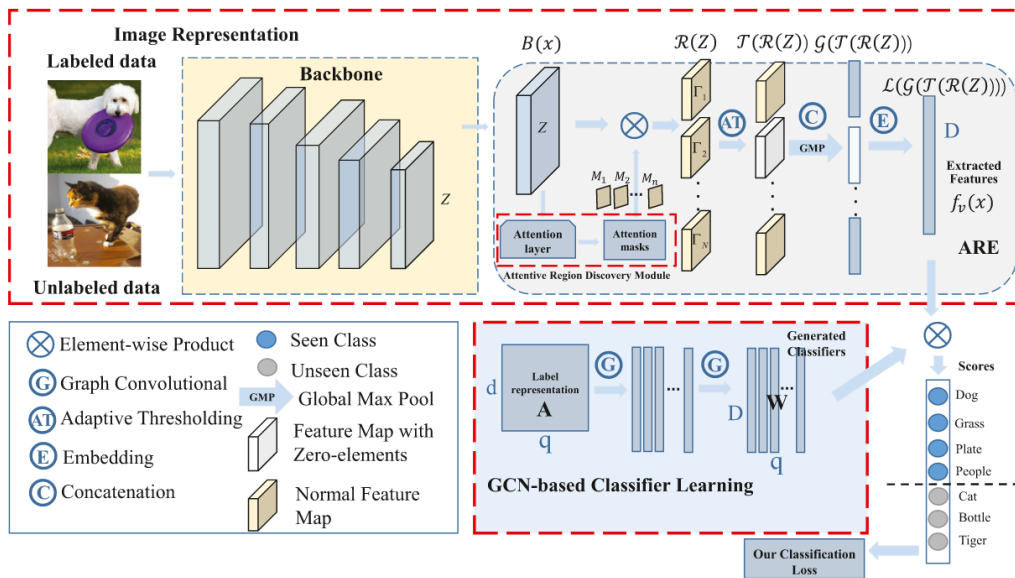 Image Representation
Labeled data
Unlabeled data
Backbone
Z
B(x)
Z
Attention layer
Attention masks
Attentive Region Discovery Module
M₁ M₂ ... Mₙ
ℛ(Z)
Γ₁
Γ₂
Γ_N
𝒯(ℛ(Z))
AT
𝒢(𝒯(ℛ(Z)))
C
GMP
E
ℒ(𝒢(𝒯(ℛ(Z))))
D
Extracted
Features
f_v(x)
ARE
Element-wise Product
G Graph Convolutional
AT Adaptive Thresholding
E Embedding
C Concatenation
Seen Class
Unseen Class
GMP Global Max Pool
Feature Map with
Zero-elements
Normal Feature
Map
d
Label
representation
A
q
G
...
G
Generated
Classifiers
D
W
...
q
GCN-based Classifier Learning
Scores
Dog
Grass
Plate
People
Cat
Bottle
Tiger
Our Classification
Loss